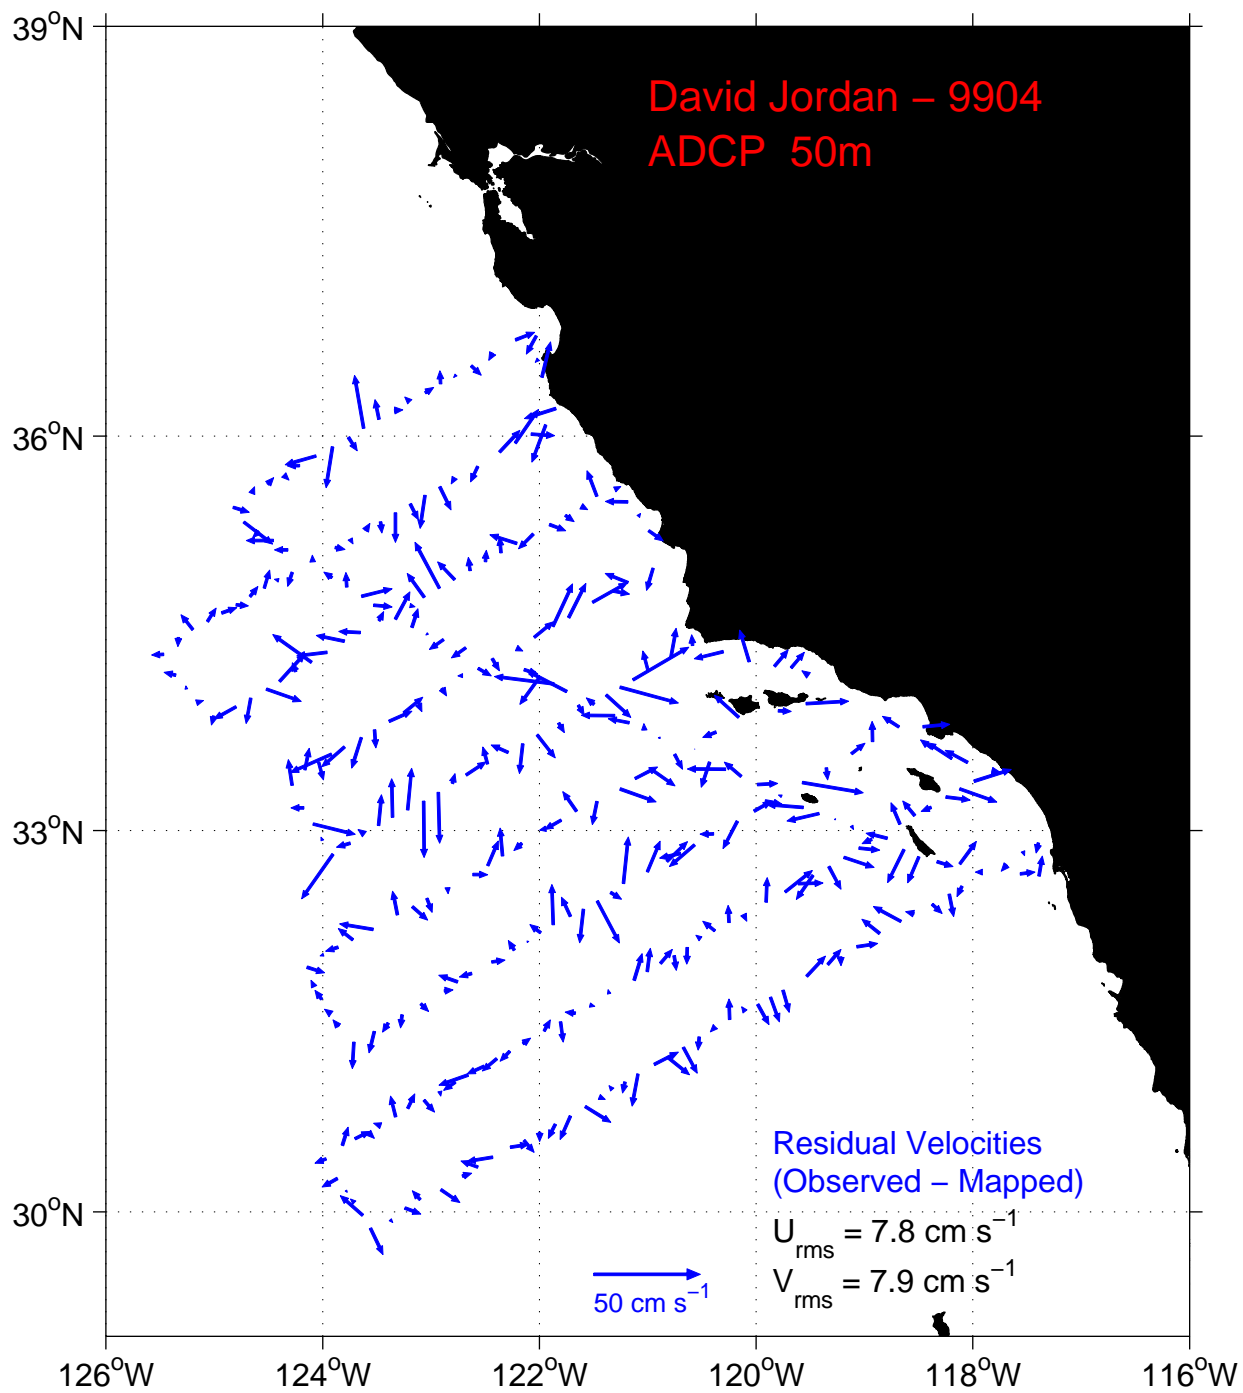 39°N
David Jordan – 9904
ADCP 50m
36°N
33°N
30°N
Residual Velocities
(Observed – Mapped)
U_rms = 7.8 cm s⁻¹
V_rms = 7.9 cm s⁻¹
50 cm s⁻¹
126°W 124°W 122°W 120°W 118°W 116°W